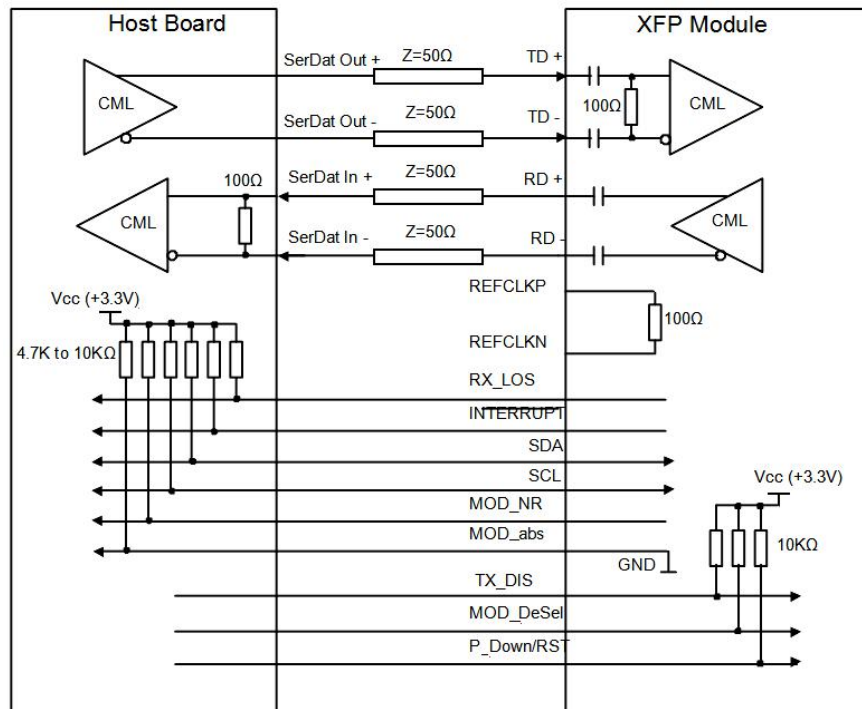 Host Board
XFP Module
SerDat Out +
Z=50Ω
TD +
CML
100Ω
CML
SerDat Out -
Z=50Ω
TD -
100Ω
SerDat In +
Z=50Ω
RD +
CML
CML
SerDat In -
Z=50Ω
RD -
REFCLKP
Vcc (+3.3V)
100Ω
4.7K to 10KΩ
REFCLKN
RX_LOS
INTERRUPT
SDA
SCL
Vcc (+3.3V)
MOD_NR
MOD_abs
10KΩ
GND
TX_DIS
MOD_DeSel
P_Down/RST